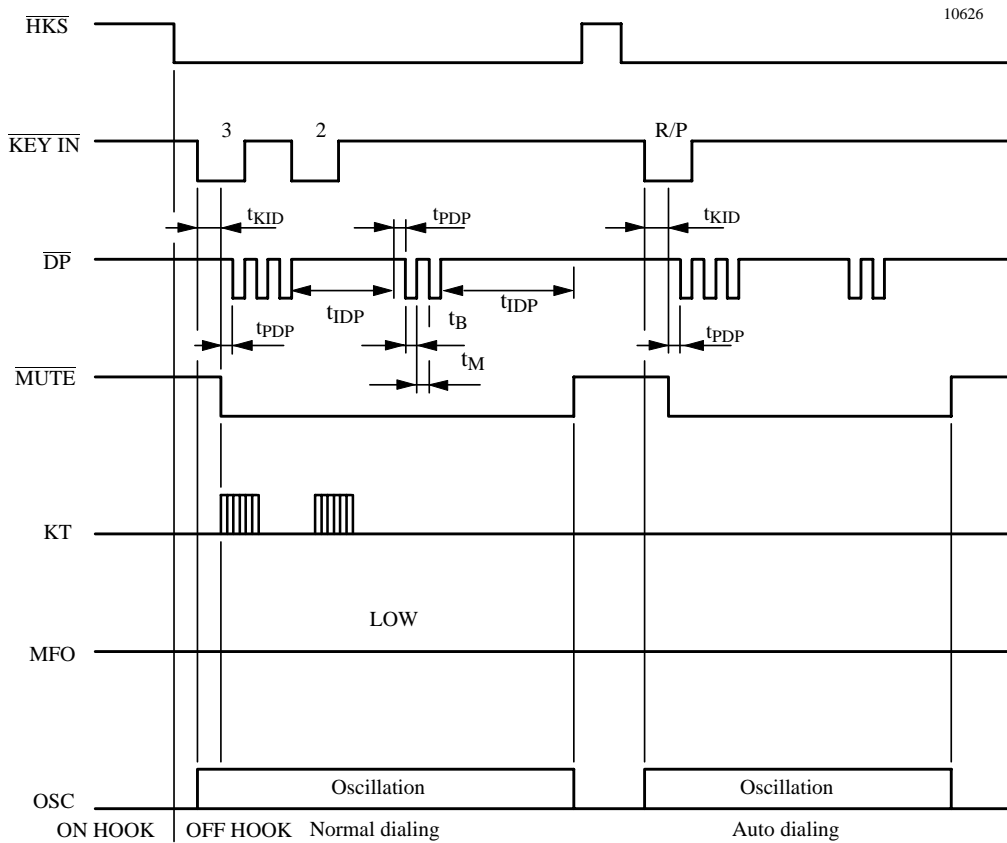 10626
HKS
KEY IN
3
2
R/P
tKID
tPDP
tKID
DP
tIDP
tIDP
tPDP
tB
tPDP
tM
MUTE
KT
LOW
MFO
Oscillation
Oscillation
OSC
ON HOOK OFF HOOK Normal dialing Auto dialing